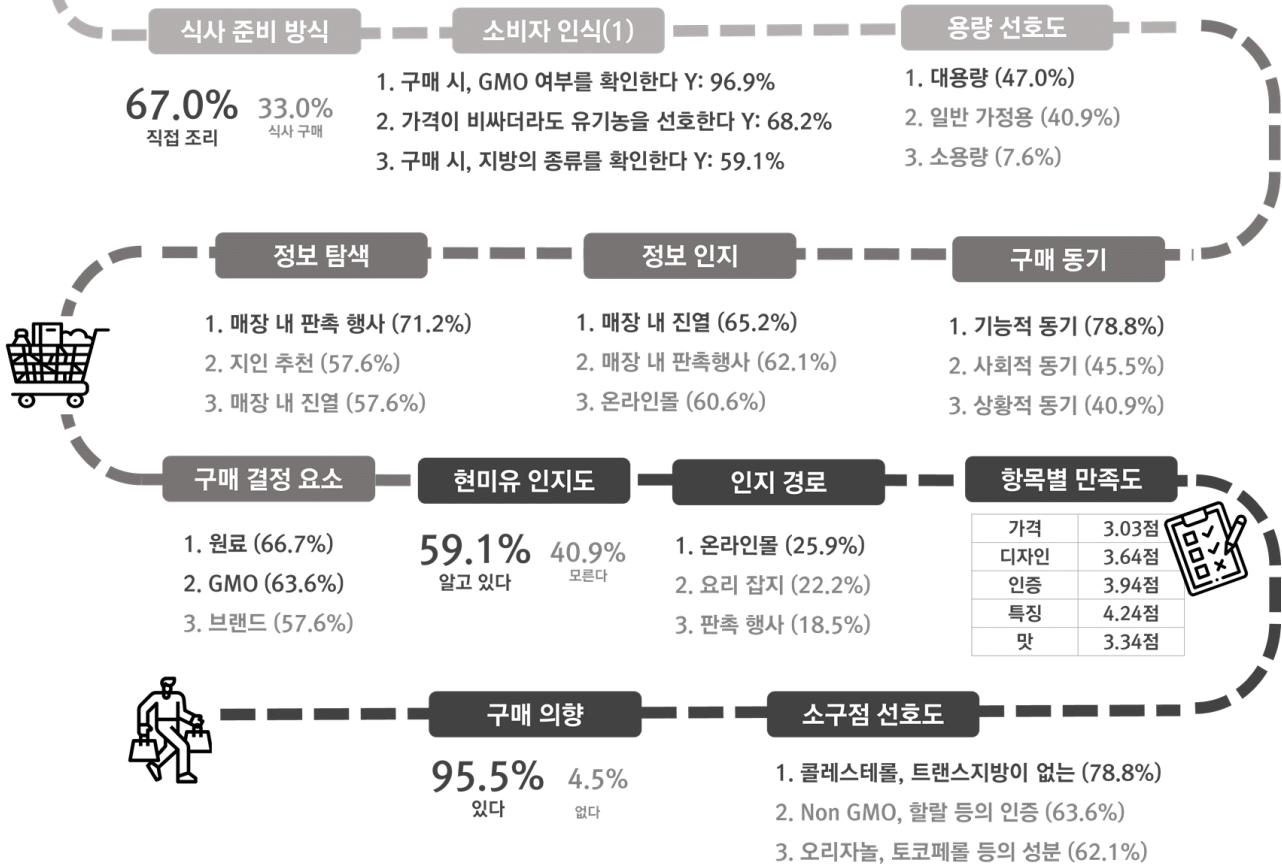 식사 준비 방식
67.0%
직접 조리
33.0%
식사 구매
소비자 인식(1)
1. 구매 시, GMO 여부를 확인한다 Y: 96.9%
2. 가격이 비싸더라도 유기농을 선호한다 Y: 68.2%
3. 구매 시, 지방의 종류를 확인한다 Y: 59.1%
용량 선호도
1. 대용량 (47.0%)
2. 일반 가정용 (40.9%)
3. 소용량 (7.6%)
정보 탐색
1. 매장 내 판촉 행사 (71.2%)
2. 지인 추천 (57.6%)
3. 매장 내 진열 (57.6%)
정보 인지
1. 매장 내 진열 (65.2%)
2. 매장 내 판촉행사 (62.1%)
3. 온라인몰 (60.6%)
구매 동기
1. 기능적 동기 (78.8%)
2. 사회적 동기 (45.5%)
3. 상황적 동기 (40.9%)
구매 결정 요소
1. 원료 (66.7%)
2. GMO (63.6%)
3. 브랜드 (57.6%)
현미유 인지도
59.1%
알고 있다
40.9%
모른다
인지 경로
1. 온라인몰 (25.9%)
2. 요리 잡지 (22.2%)
3. 판촉 행사 (18.5%)
항목별 만족도
가격 3.03점
디자인 3.64점
인증 3.94점
특징 4.24점
맛 3.34점
구매 의향
95.5%
있다
4.5%
없다
소구점 선호도
1. 콜레스테롤, 트랜스지방이 없는 (78.8%)
2. Non GMO, 할랄 등의 인증 (63.6%)
3. 오리자놀, 토코페롤 등의 성분 (62.1%)